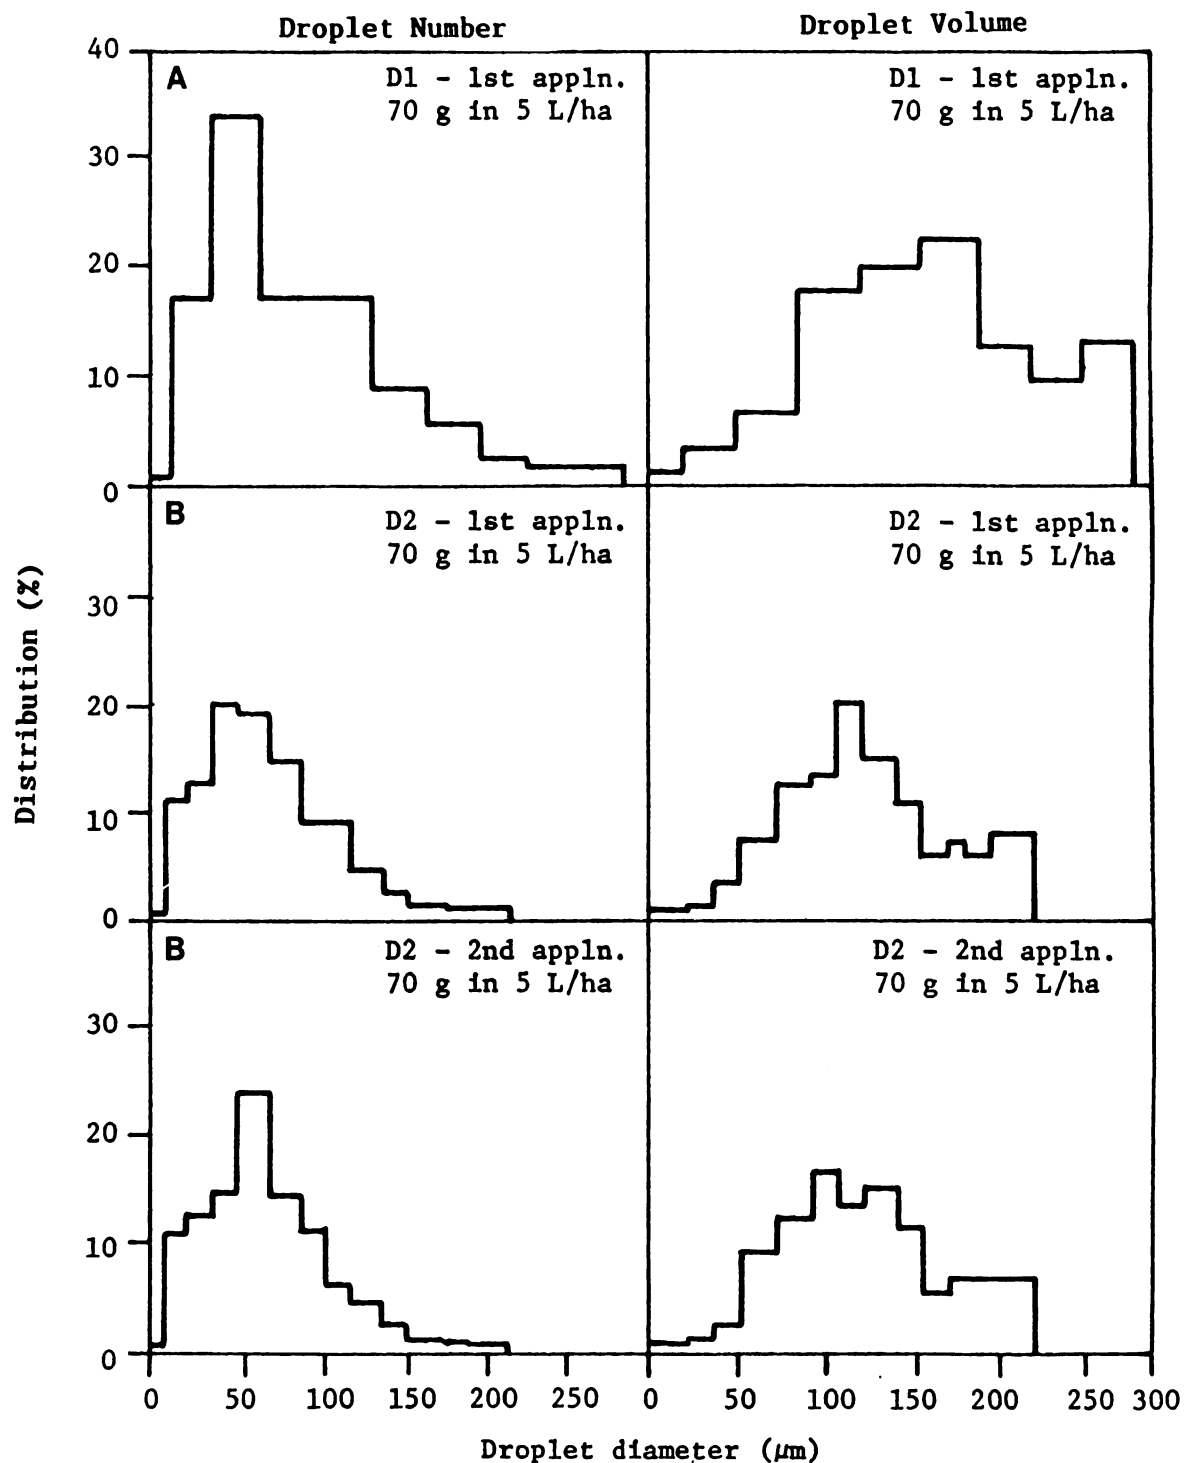 Droplet Number
Droplet Volume
40
A
D1 - 1st appln.
70 g in 5 L/ha
D1 - 1st appln.
70 g in 5 L/ha
30
20
10
0
B
D2 - 1st appln.
70 g in 5 L/ha
D2 - 1st appln.
70 g in 5 L/ha
30
20
10
0
Distribution (%)
B
D2 - 2nd appln.
70 g in 5 L/ha
D2 - 2nd appln.
70 g in 5 L/ha
30
20
10
0
0 50 100 150 200 250 0 50 100 150 200 250 300
Droplet diameter (μm)